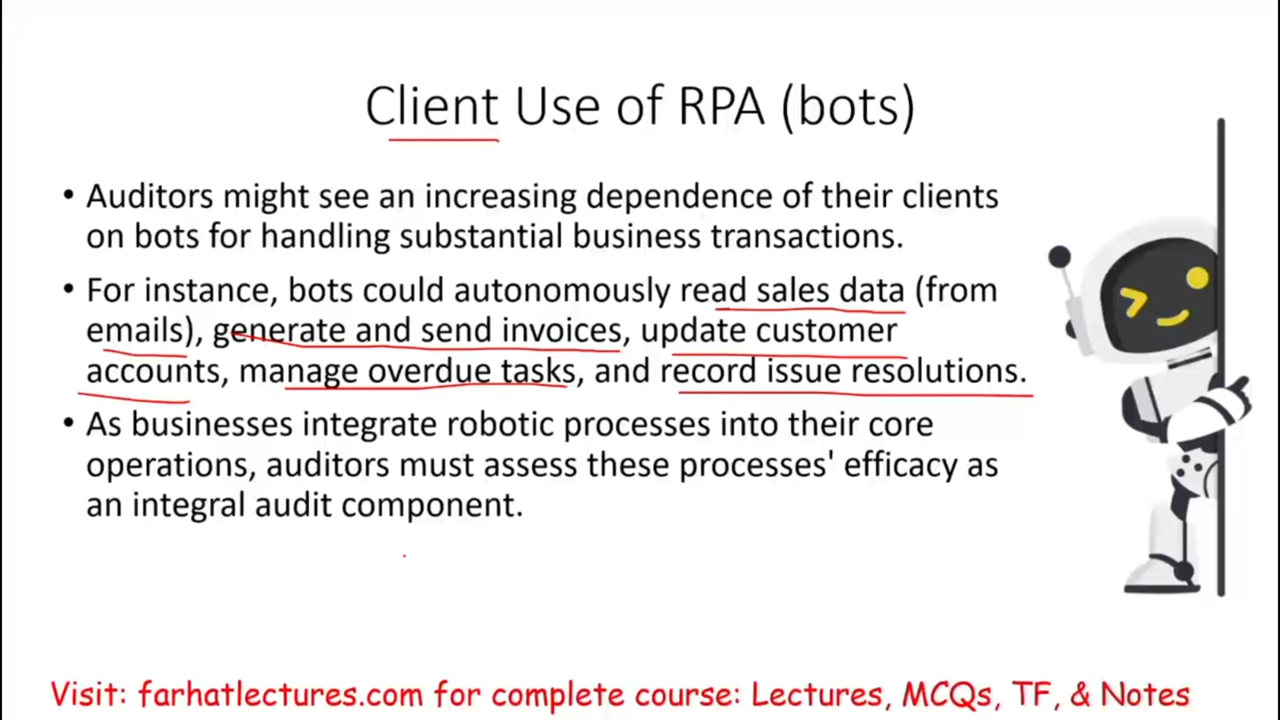 Client Use of RPA (bots)
• Auditors might see an increasing dependence of their clients
on bots for handling substantial business transactions.
• For instance, bots could autonomously read sales data (from
emails), generate and send invoices, update customer
accounts, manage overdue tasks, and record issue resolutions.
• As businesses integrate robotic processes into their core
operations, auditors must assess these processes' efficacy as
an integral audit component.
Visit: farhatlectures.com for complete course: Lectures, MCQs, TF, & Notes